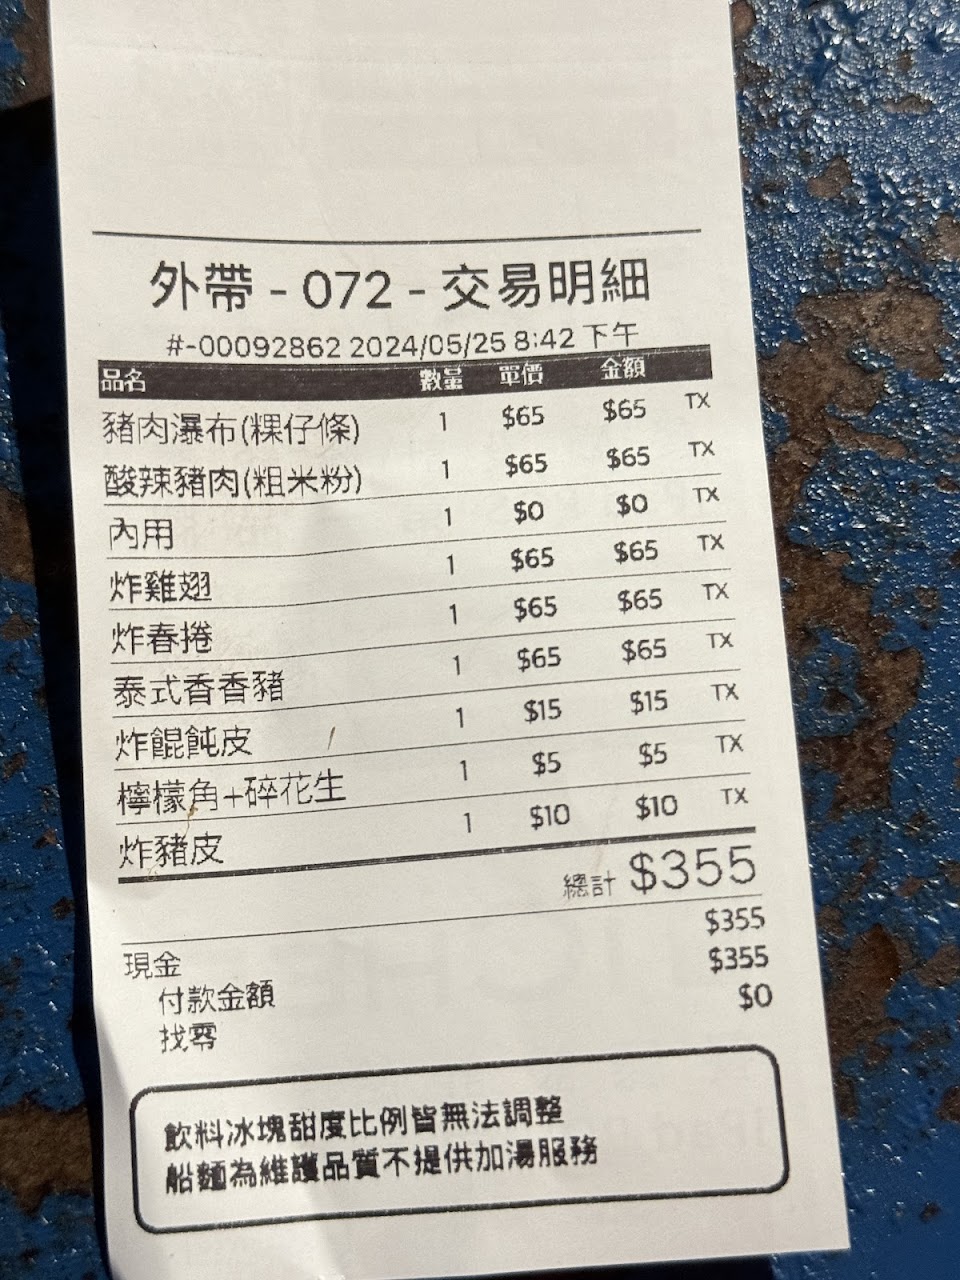 外帶 - 072 - 交易明細
#-00092862 2024/05/25 8:42 下午
品名 數量 單價 金額
豬肉瀑布(粿仔條) 1 $65 $65 TX
酸辣豬肉(粗米粉) 1 $65 $65 TX
內用 1 $0 $0 TX
炸雞翅 1 $65 $65 TX
炸春捲 1 $65 $65 TX
泰式香香豬 1 $65 $65 TX
炸餛飩皮 1 $15 $15 TX
檸檬角+碎花生 1 $5 $5 TX
炸豬皮 1 $10 $10 TX
總計 $355
現金 $355
付款金額 $355
找零 $0
飲料冰塊甜度比例皆無法調整
船麵為維護品質不提供加湯服務